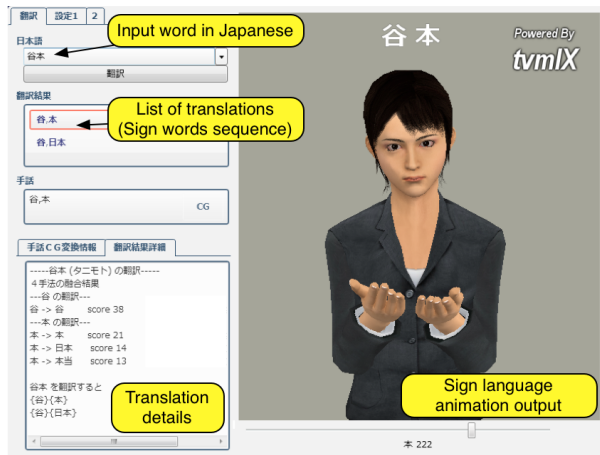 翻訳 設定1 2
Input word in Japanese
日本語
谷本
翻訳
翻訳結果
List of translations
(Sign words sequence)
谷,本
谷,日本
手話
谷,本
CG
手話CG変換情報 翻訳結果詳細
-----谷本 (タニモト) の翻訳-----
4手法の融合結果
---谷 の翻訳---
谷 -> 谷 score 38
---本 の翻訳---
本 -> 本 score 21
本 -> 日本 score 14
本 -> 本当 score 13
谷本 を翻訳すると
{谷}{本}
{谷}{日本}
Translation
details
谷本
Powered By
tvmlX
Sign language
animation output
本 222